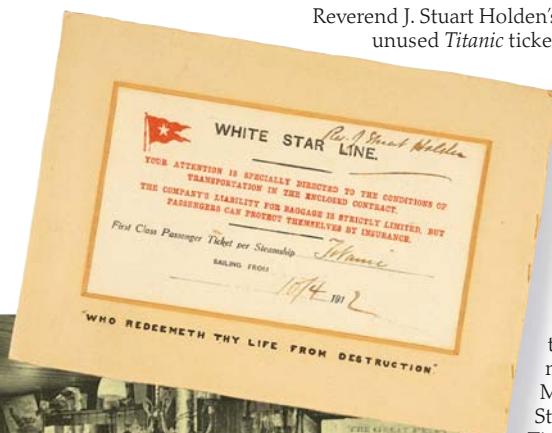 Reverend J. Stuart Holden's
unused Titanic ticke
Rev. J Stuart Holden
WHITE STAR LINE.
YOUR ATTENTION IS SPECIALLY DIRECTED TO THE CONDITIONS OF
TRANSPORTATION IN THE ENCLOSED CONTRACT.
THE COMPANY'S LIABILITY FOR BAGGAGE IS STRICTLY LIMITED, BUT
PASSENGERS CAN PROTECT THEMSELVES BY INSURANCE.
First Class Passenger Ticket per Steamship Titanic
SAILING FROM
10/4 1912
"WHO REDEEMETH THY LIFE FROM DESTRUCTION."
t
n
M
St